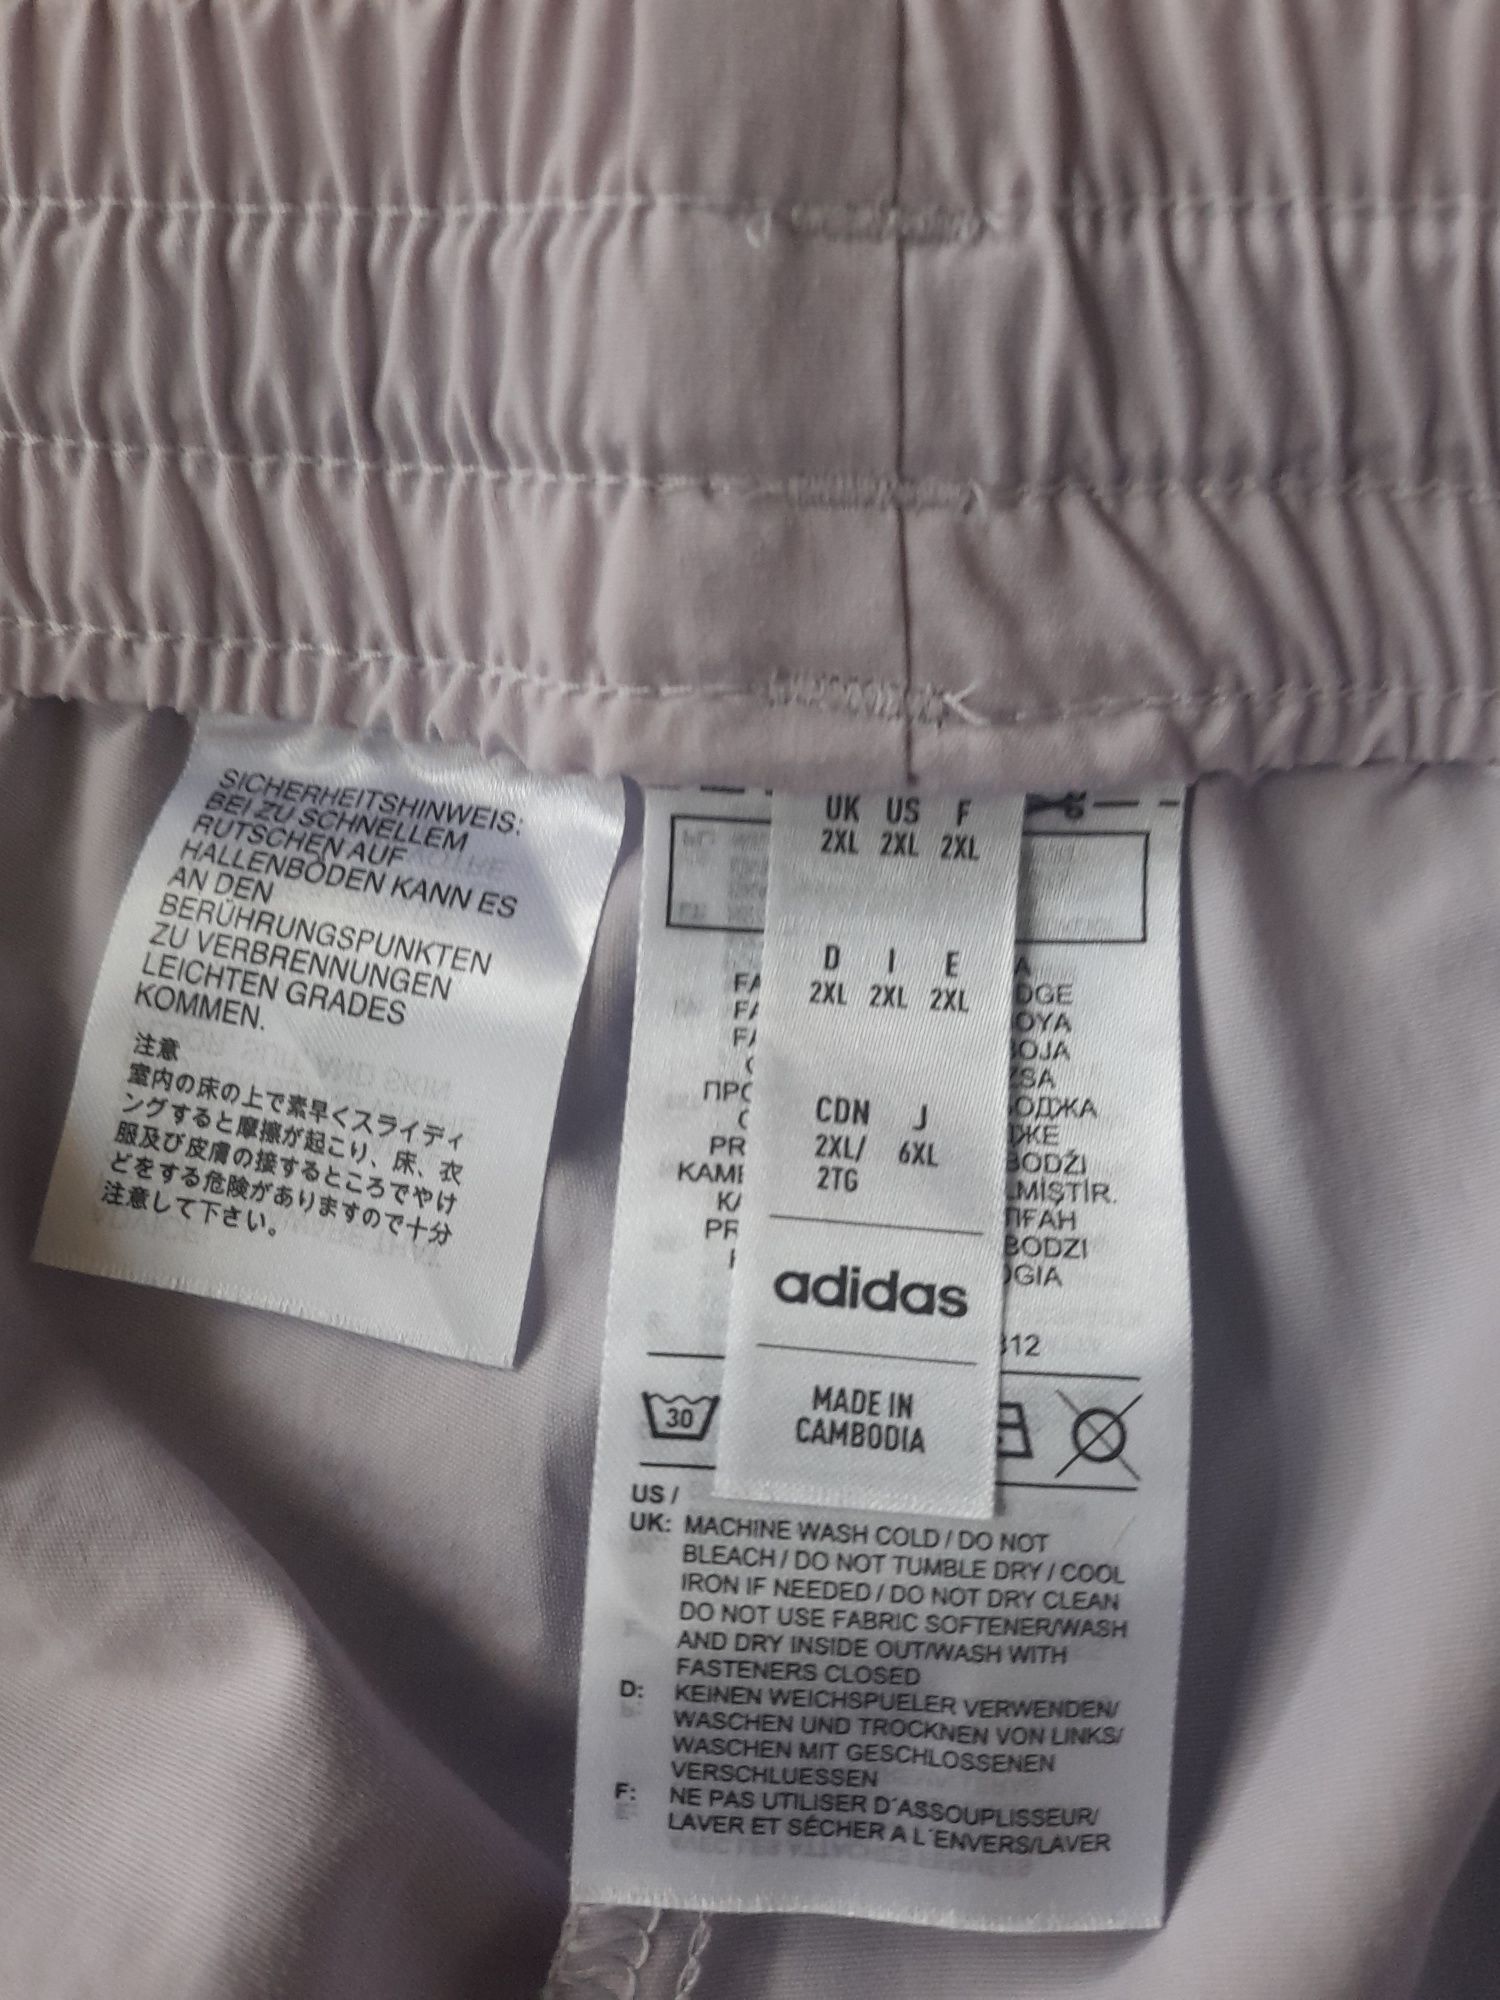 SICHERHEITSHINWEIS:
BEI ZU SCHNELLEM
RUTSCHEN AUF
HALLENBÖDEN KANN ES
AN DEN
BERÜHRUNGSPUNKTEN
ZU VERBRENNUNGEN
LEICHTEN GRADES
KOMMEN.
注意
室内の床の上で素早くスライディ
ングすると摩擦が起こり、床、衣
服及び皮膚の接するところでやけ
どをする危険がありますので十分
注意して下さい。
UK US F
2XL 2XL 2XL
D I E
2XL 2XL 2XL
CDN J
2XL/ 6XL
2TG
adidas
MADE IN
CAMBODIA
30
US /
UK: MACHINE WASH COLD / DO NOT
BLEACH / DO NOT TUMBLE DRY / COOL
IRON IF NEEDED / DO NOT DRY CLEAN
DO NOT USE FABRIC SOFTENER/WASH
AND DRY INSIDE OUT/WASH WITH
FASTENERS CLOSED
D: KEINEN WEICHSPUELER VERWENDEN/
WASCHEN UND TROCKNEN VON LINKS/
WASCHEN MIT GESCHLOSSENEN
VERSCHLUESSEN
F: NE PAS UTILISER D´ASSOUPLISSEUR/
LAVER ET SÉCHER A L´ENVERS/LAVER